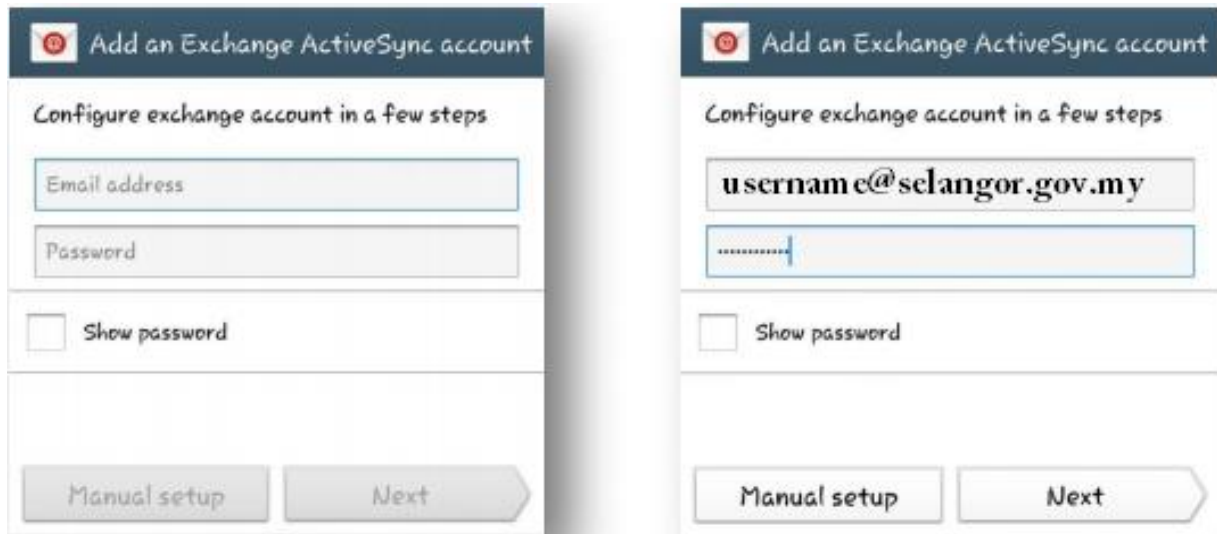 Add an Exchange ActiveSync account
Configure exchange account in a few steps
Email address
Password
Show password
Manual setup
Next
Add an Exchange ActiveSync account
Configure exchange account in a few steps
username@selangor.gov.my
Show password
Manual setup
Next